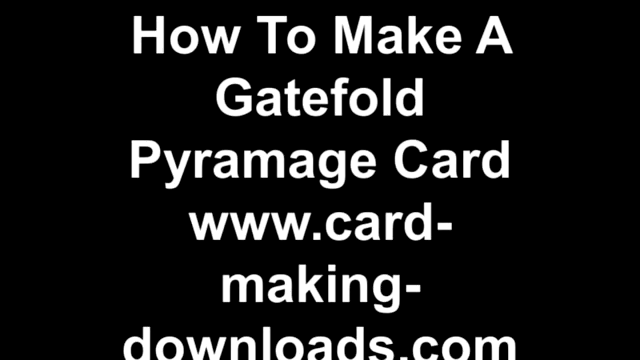 How To Make A
Gatefold
Pyramage Card
www.card-
making-
downloads.com